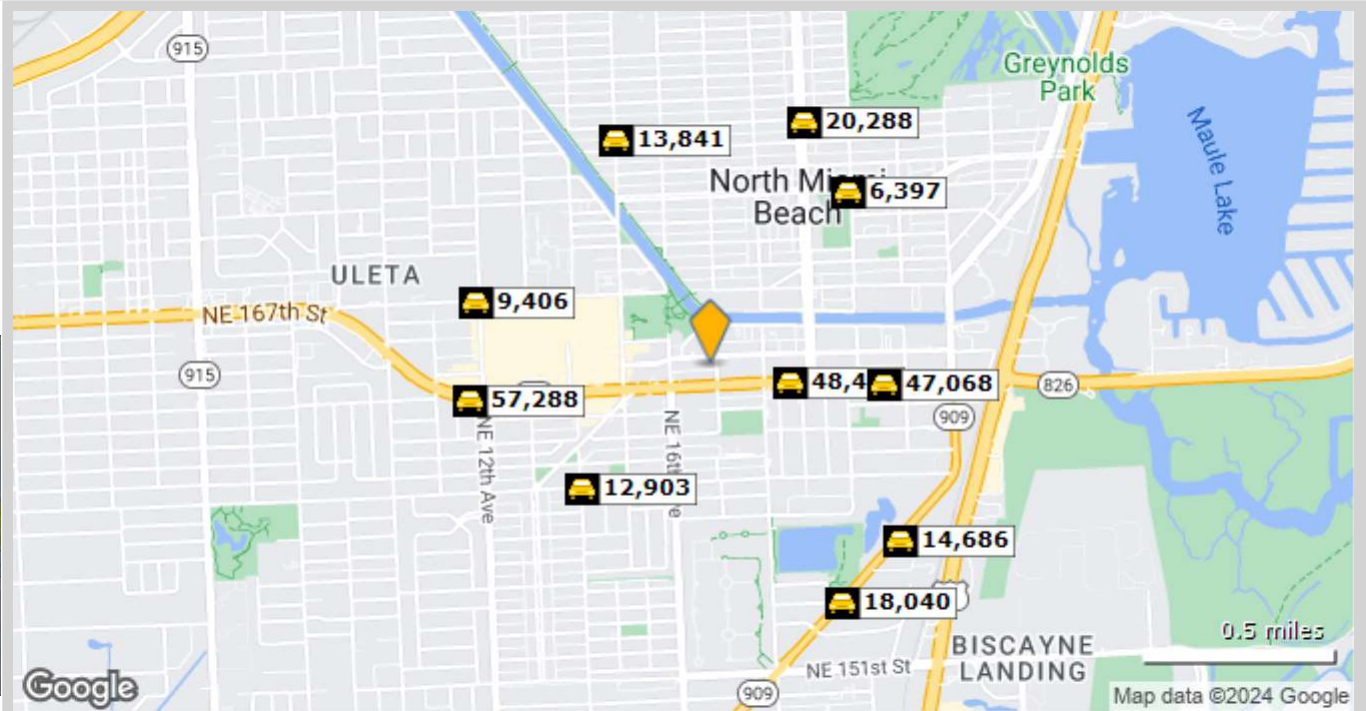 915
Greynolds
Park
20,288
13,841
Maule Lake
North Miami
Beach
6,397
ULETA
9,406
NE 167th St
915
48,4
47,068
826
57,288
909
NE 12th Ave
NE 16th Ave
12,903
14,686
18,040
0.5 miles
BISCAYNE
LANDING
NE 151st St
909
Google
Map data ©2024 Google